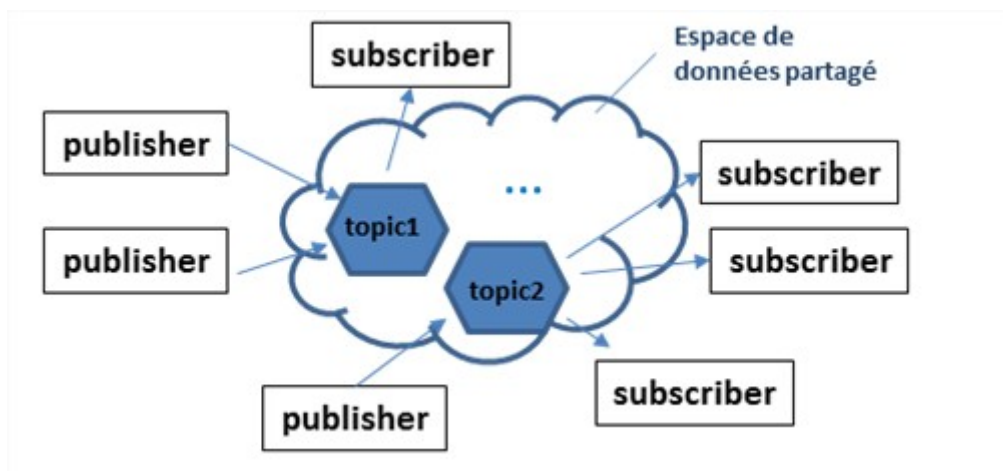 subscriber
Espace de
données partagé
publisher
subscriber
...
topic1
publisher
subscriber
topic2
subscriber
publisher